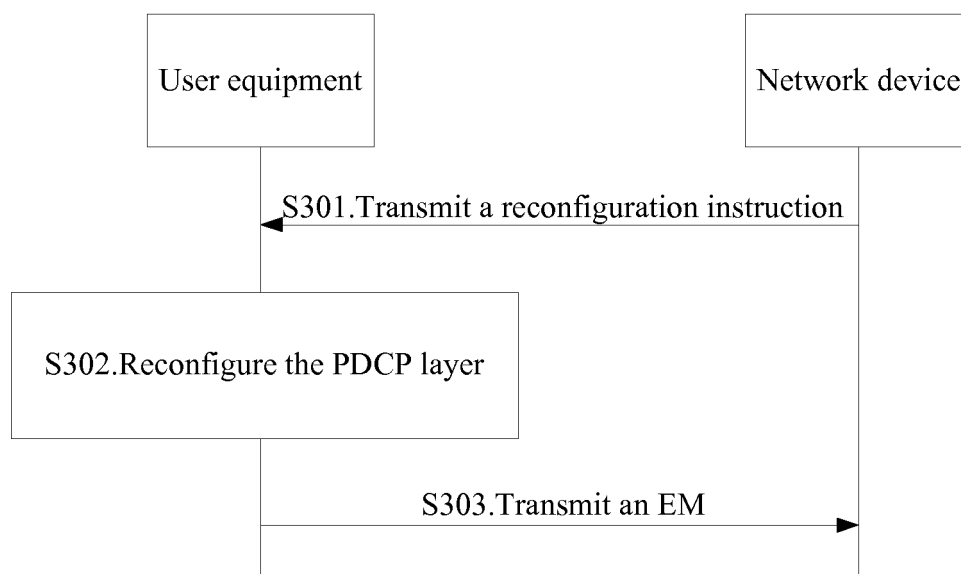 User equipment
Network device
S301.Transmit a reconfiguration instruction
S302.Reconfigure the PDCP layer
S303.Transmit an EM